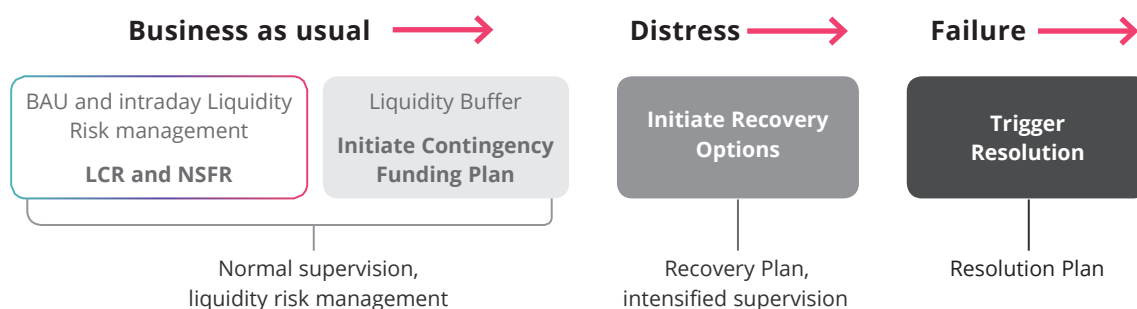 Business as usual
Distress
Failure
BAU and intraday Liquidity
Risk management
LCR and NSFR
Liquidity Buffer
Initiate Contingency
Funding Plan
Initiate Recovery
Options
Trigger
Resolution
Normal supervision,
liquidity risk management
Recovery Plan,
intensified supervision
Resolution Plan